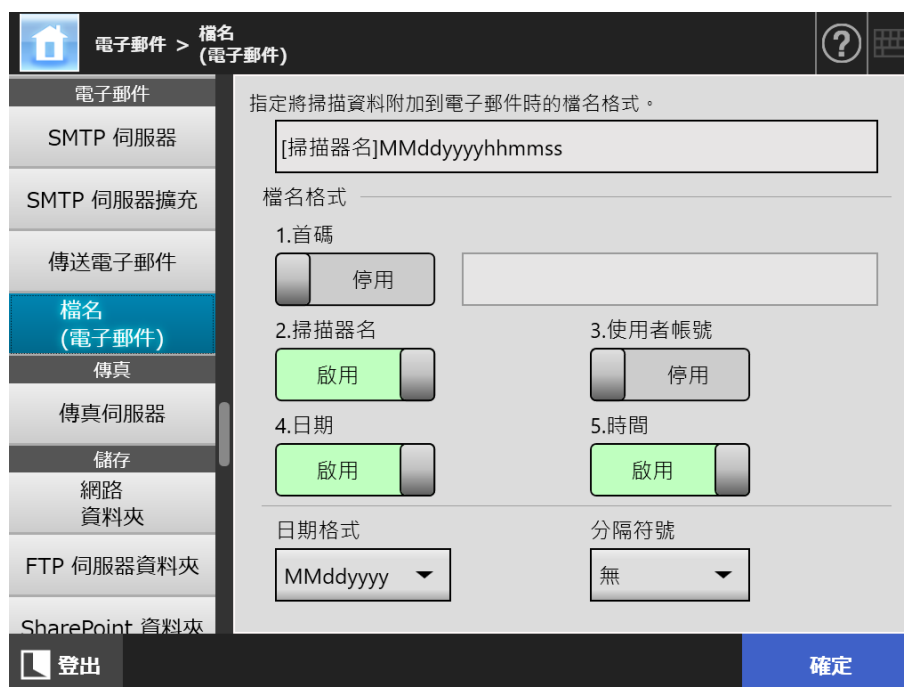 電子郵件 > 檔名
(電子郵件)
電子郵件
SMTP 伺服器
SMTP 伺服器擴充
傳送電子郵件
檔名
(電子郵件)
傳真
傳真伺服器
儲存
網路
資料夾
FTP 伺服器資料夾
SharePoint 資料夾
指定將掃描資料附加到電子郵件時的檔名格式。
[掃描器名]MMddyyyyhhmmss
檔名格式
1.首碼
停用
2.掃描器名
3.使用者帳號
啟用
停用
4.日期
5.時間
啟用
啟用
日期格式
分隔符號
MMddyyyy
無
登出
確定